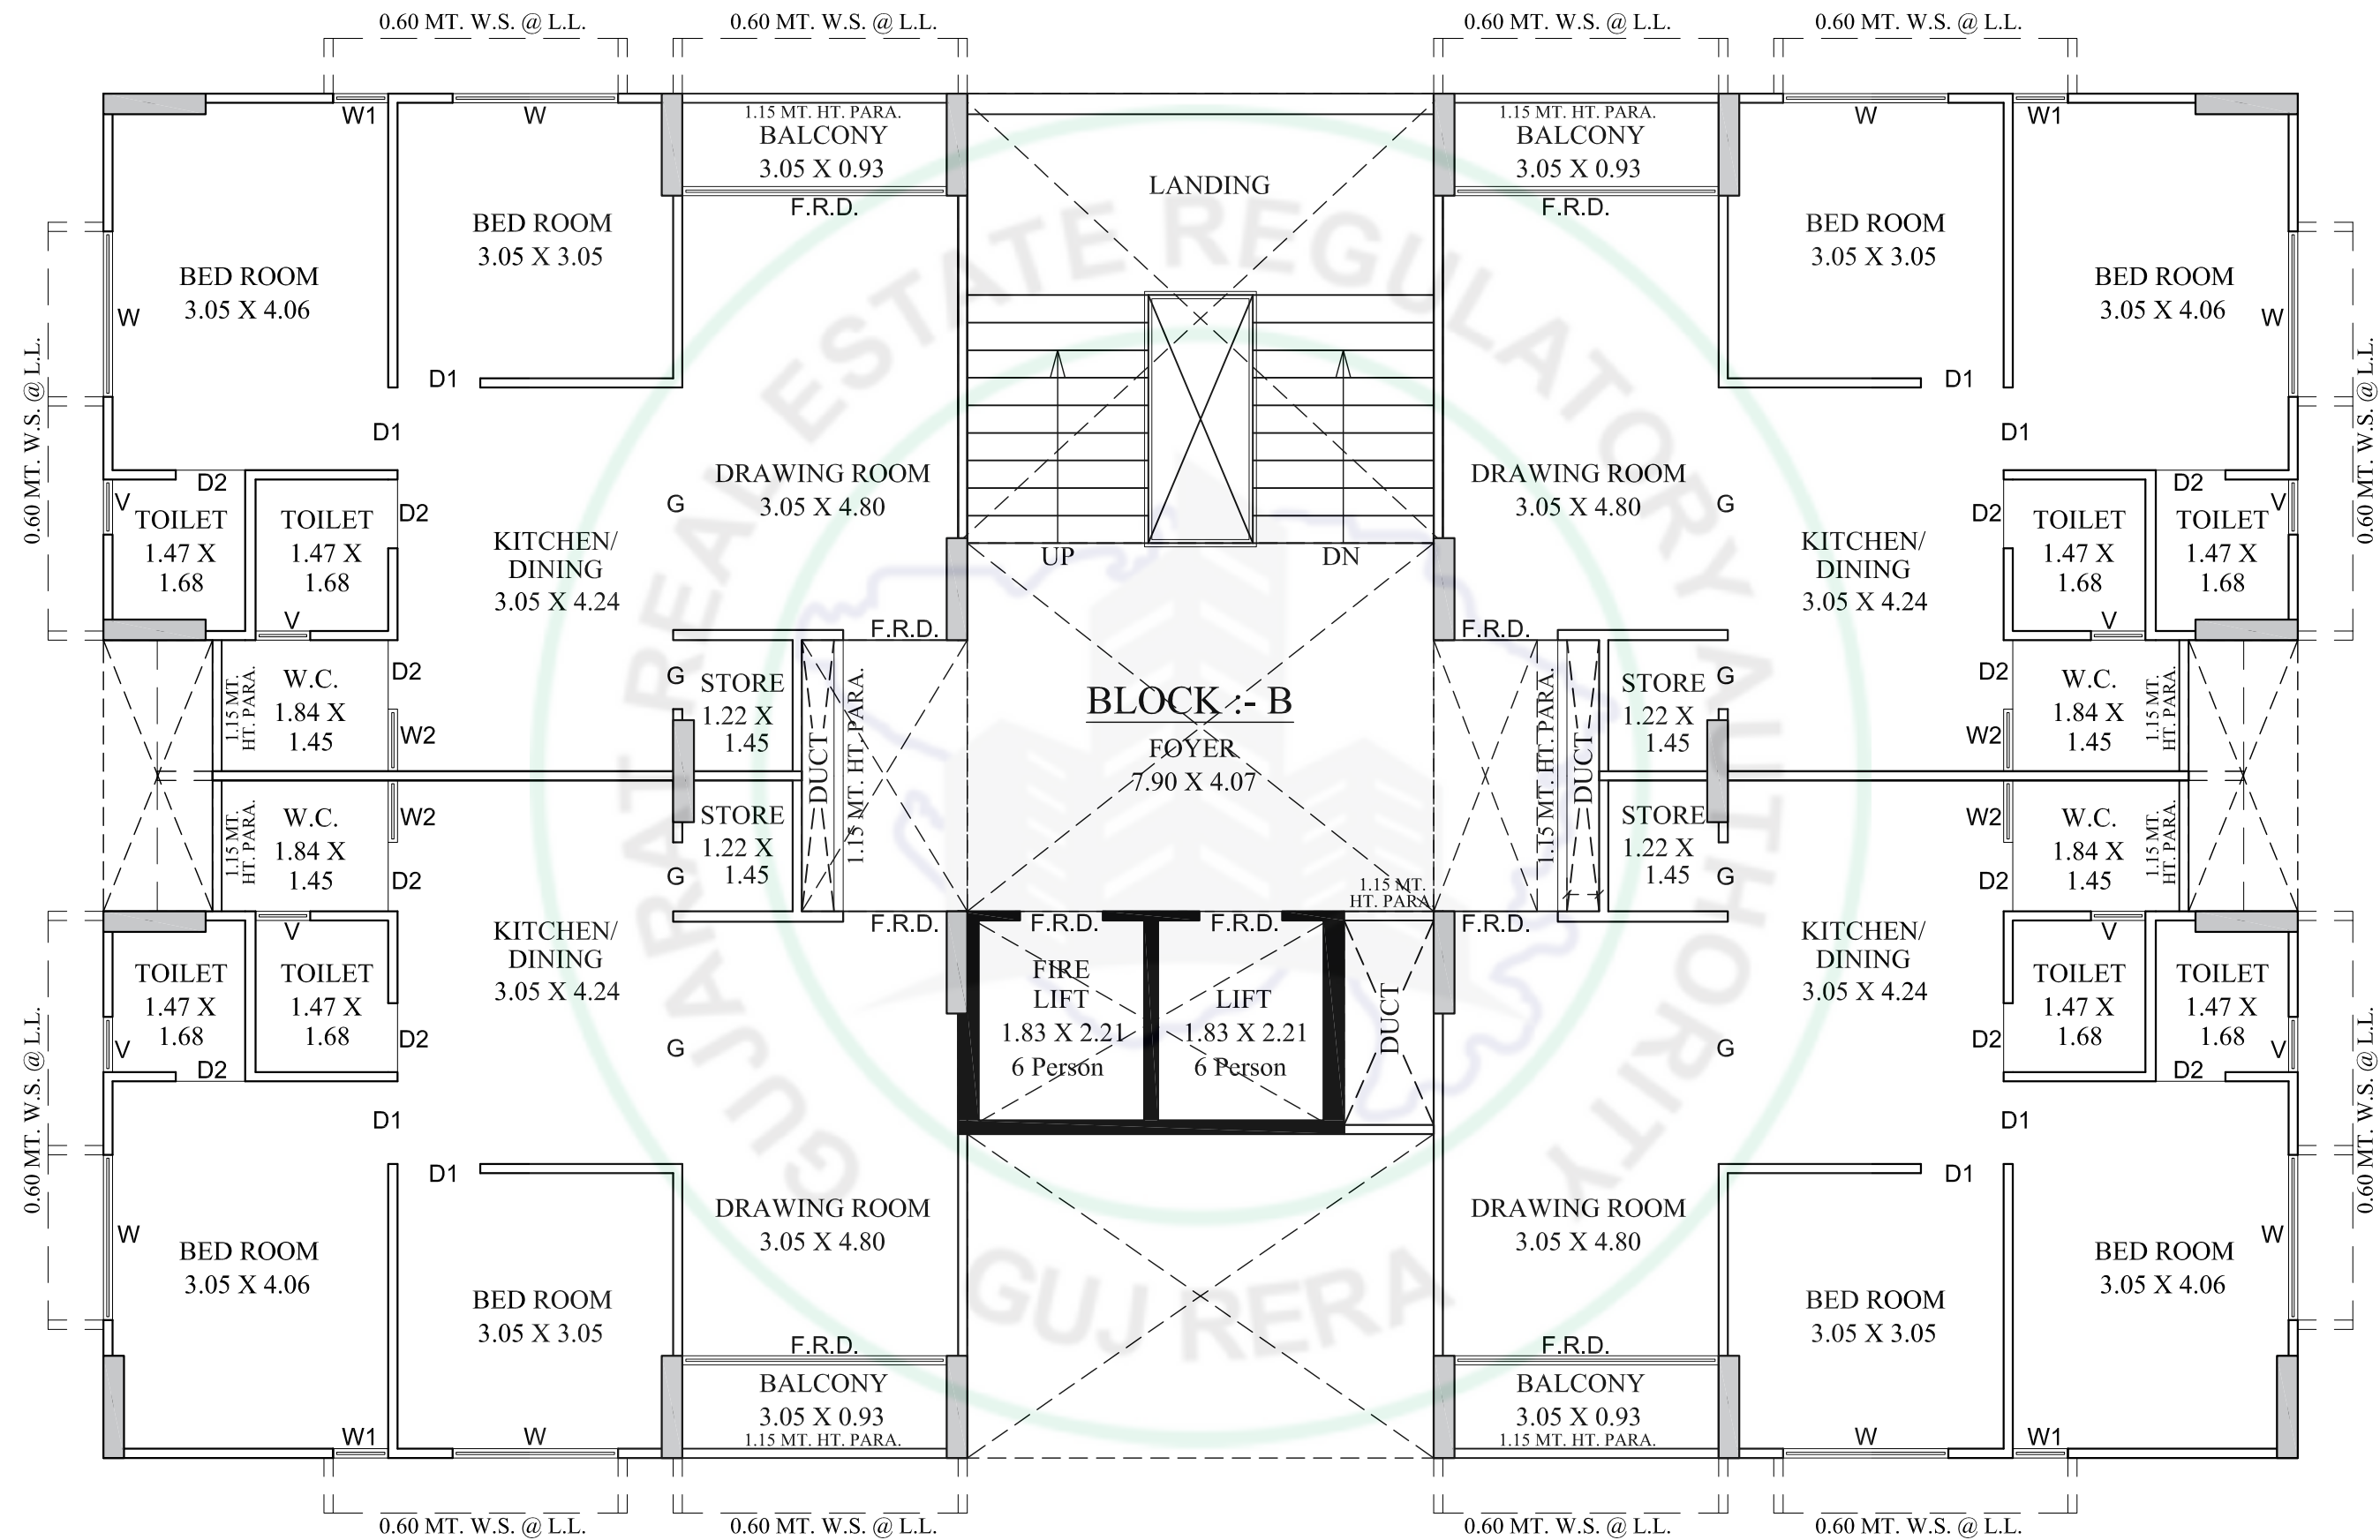 0.60 MT. W.S. @ L.L.
0.60 MT. W.S. @ L.L.
0.60 MT. W.S. @ L.L.
0.60 MT. W.S. @ L.L.
W1
W
1.15 MT. HT. PARA.
BALCONY
3.05 X 0.93
F.R.D.
LANDING
1.15 MT. HT. PARA.
BALCONY
3.05 X 0.93
F.R.D.
W
W1
BED ROOM
3.05 X 4.06
W
BED ROOM
3.05 X 3.05
D1
D1
BED ROOM
3.05 X 3.05
D1
D1
BED ROOM
3.05 X 4.06
W
0.60 MT. W.S. @ L.L.
0.60 MT. W.S. @ L.L.
DRAWING ROOM
3.05 X 4.80
G
DRAWING ROOM
3.05 X 4.80
G
D2
V
TOILET
1.47 X
1.68
TOILET
1.47 X
1.68
V
D2
KITCHEN/
DINING
3.05 X 4.24
UP
DN
KITCHEN/
DINING
3.05 X 4.24
D2
TOILET
1.47 X
1.68
V
D2
TOILET
1.47 X
1.68
V
F.R.D.
F.R.D.
1.15 MT.
HT. PARA.
W.C.
1.84 X
1.45
D2
W2
G
STORE
1.22 X
1.45
DUCT
1.15 MT. HT. PARA.
BLOCK :- B
FOYER
7.90 X 4.07
1.15 MT. HT. PARA.
DUCT
STORE
1.22 X
1.45
G
D2
W2
W.C.
1.84 X
1.45
1.15 MT.
HT. PARA.
1.15 MT.
HT. PARA.
W.C.
1.84 X
1.45
W2
D2
STORE
1.22 X
1.45
G
1.15 MT.
HT. PARA
STORE
1.22 X
1.45
G
W2
D2
W.C.
1.84 X
1.45
1.15 MT.
HT. PARA.
F.R.D.
F.R.D.
F.R.D.
F.R.D.
V
TOILET
1.47 X
1.68
V
D2
TOILET
1.47 X
1.68
D2
KITCHEN/
DINING
3.05 X 4.24
G
FIRE
LIFT
1.83 X 2.21
6 Person
LIFT
1.83 X 2.21
6 Person
DUCT
KITCHEN/
DINING
3.05 X 4.24
G
V
TOILET
1.47 X
1.68
D2
TOILET
1.47 X
1.68
V
D2
0.60 MT. W.S. @ L.L.
0.60 MT. W.S. @ L.L.
D1
D1
D1
D1
W
BED ROOM
3.05 X 4.06
BED ROOM
3.05 X 3.05
DRAWING ROOM
3.05 X 4.80
DRAWING ROOM
3.05 X 4.80
BED ROOM
3.05 X 3.05
BED ROOM
3.05 X 4.06
W
F.R.D.
BALCONY
3.05 X 0.93
1.15 MT. HT. PARA.
F.R.D.
BALCONY
3.05 X 0.93
1.15 MT. HT. PARA.
W1
W
W
W1
0.60 MT. W.S. @ L.L.
0.60 MT. W.S. @ L.L.
0.60 MT. W.S. @ L.L.
0.60 MT. W.S. @ L.L.
GUJARAT REAL ESTATE REGULATORY AUTHORITY
GUJ RERA